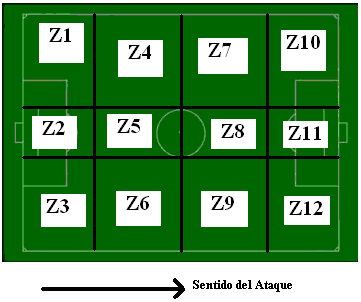 Z1 Z4 Z7 Z10
Z2 Z5 Z8 Z11
Z3 Z6 Z9 Z12
Sentido del Ataque